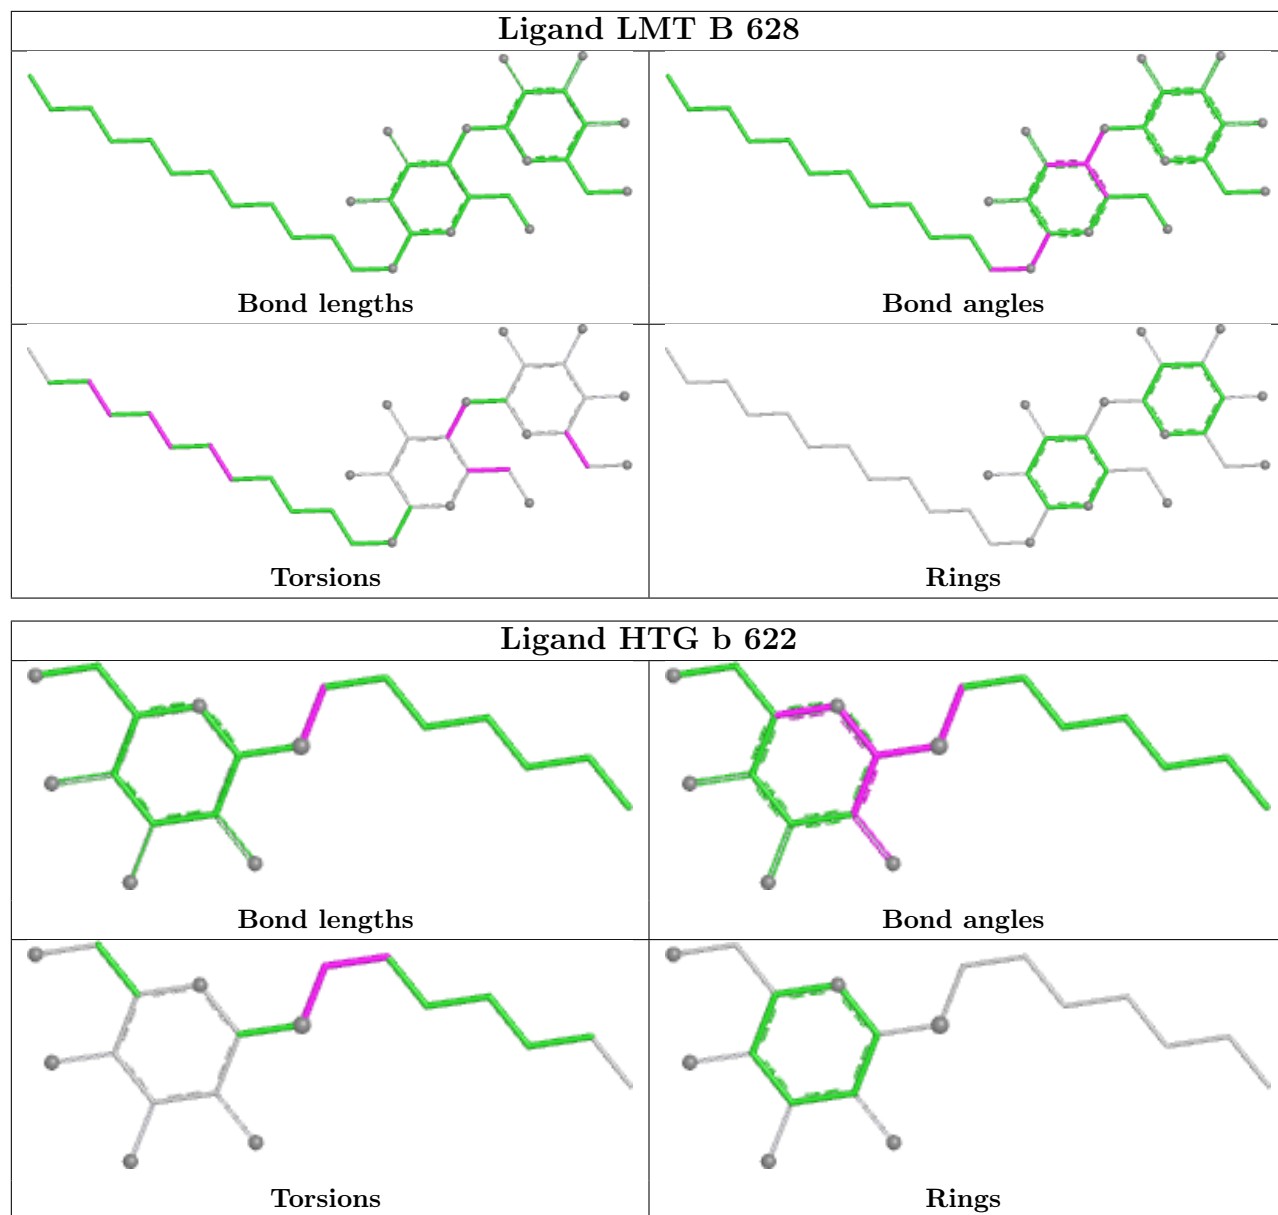 Ligand LMT B 628
Bond lengths
Bond angles
Torsions
Rings
Ligand HTG b 622
Bond lengths
Bond angles
Torsions
Rings